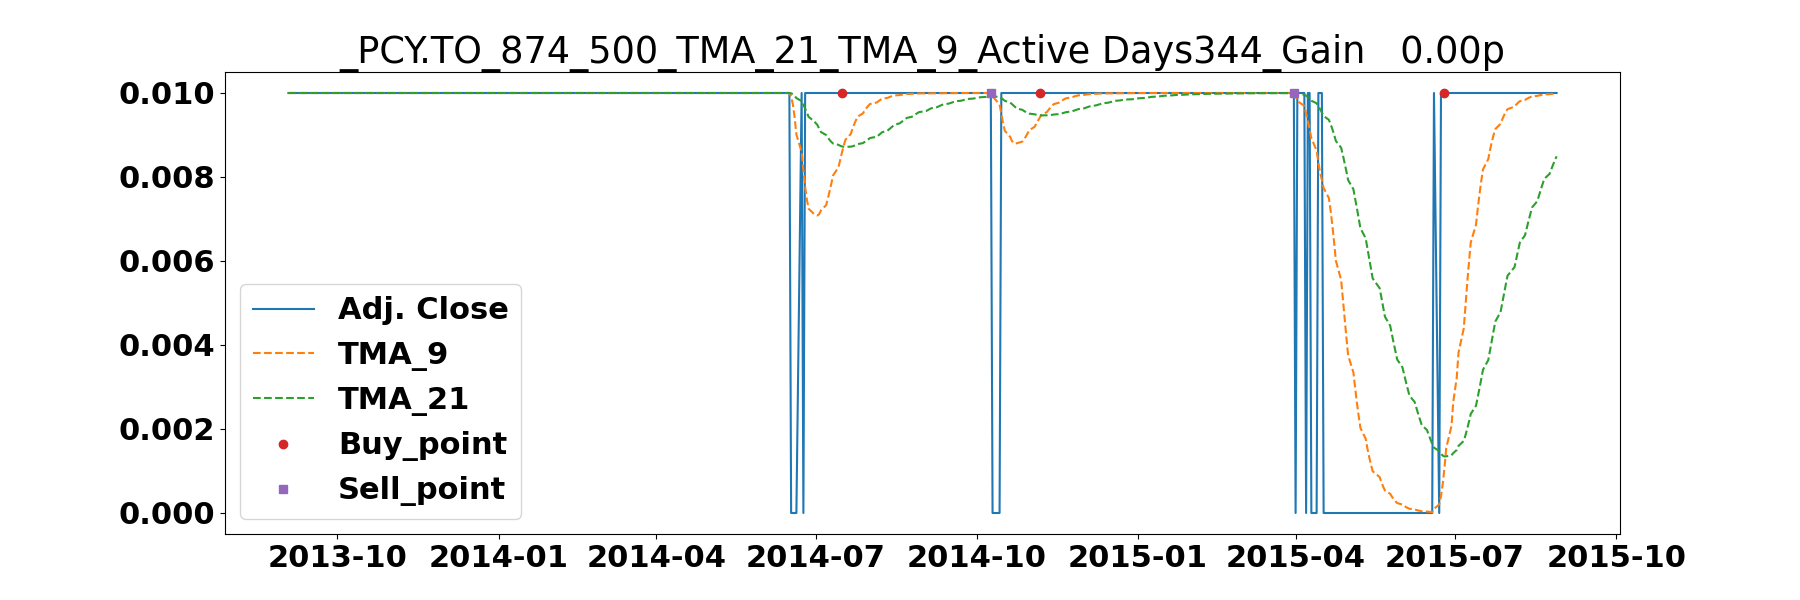 _PCY.TO_874_500_TMA_21_TMA_9_Active Days344_Gain   0.00p
0.010
0.008
0.006
0.004
0.002
0.000
Adj. Close
TMA_9
TMA_21
Buy_point
Sell_point
2013-10 2014-01 2014-04 2014-07 2014-10 2015-01 2015-04 2015-07 2015-10